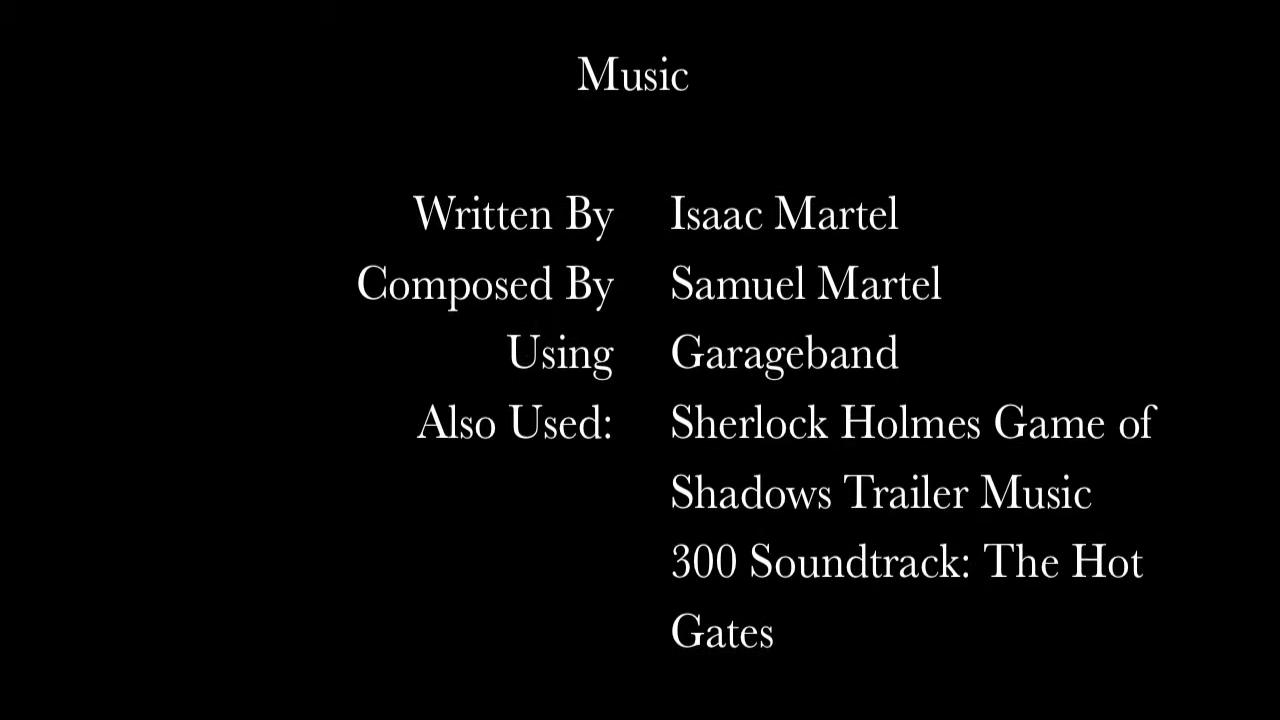 Music
Written By Isaac Martel
Composed By Samuel Martel
Using Garageband
Also Used: Sherlock Holmes Game of
Shadows Trailer Music
300 Soundtrack: The Hot
Gates